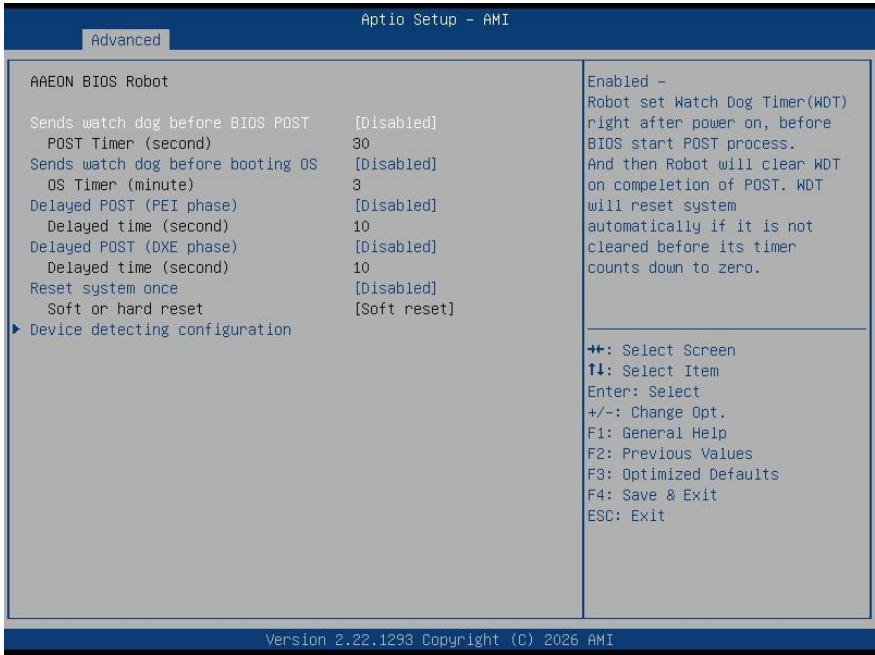 Aptio Setup – AMI
Advanced
AAEON BIOS Robot
Sends watch dog before BIOS POST [Disabled]
POST Timer (second) 30
Sends watch dog before booting OS [Disabled]
OS Timer (minute) 3
Delayed POST (PEI phase) [Disabled]
Delayed time (second) 10
Delayed POST (DXE phase) [Disabled]
Delayed time (second) 10
Reset system once [Disabled]
Soft or hard reset [Soft reset]
Device detecting configuration
Enabled –
Robot set Watch Dog Timer(WDT)
right after power on, before
BIOS start POST process.
And then Robot will clear WDT
on compeletion of POST. WDT
will reset system
automatically if it is not
cleared before its timer
counts down to zero.
→←: Select Screen
↑↓: Select Item
Enter: Select
+/-: Change Opt.
F1: General Help
F2: Previous Values
F3: Optimized Defaults
F4: Save & Exit
ESC: Exit
Version 2.22.1293 Copyright (C) 2026 AMI